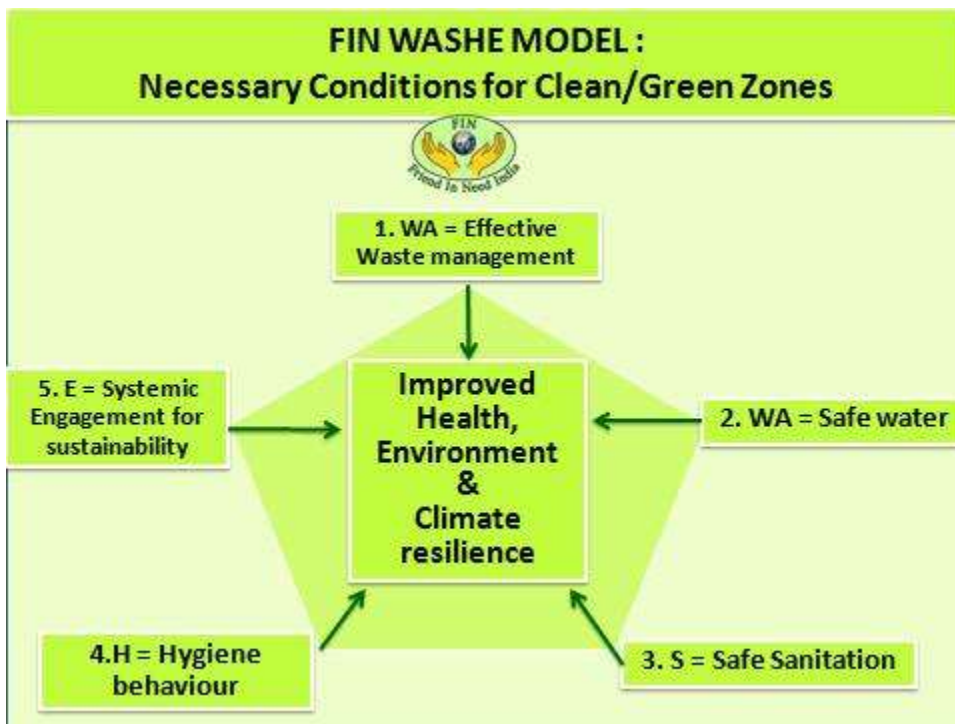 FIN WASHE MODEL :
Necessary Conditions for Clean/Green Zones
FIN
Friend In Need India
1. WA = Effective
Waste management
5. E = Systemic
Engagement for
sustainability
Improved
Health,
Environment
&
Climate
resilience
2. WA = Safe water
4.H = Hygiene
behaviour
3. S = Safe Sanitation